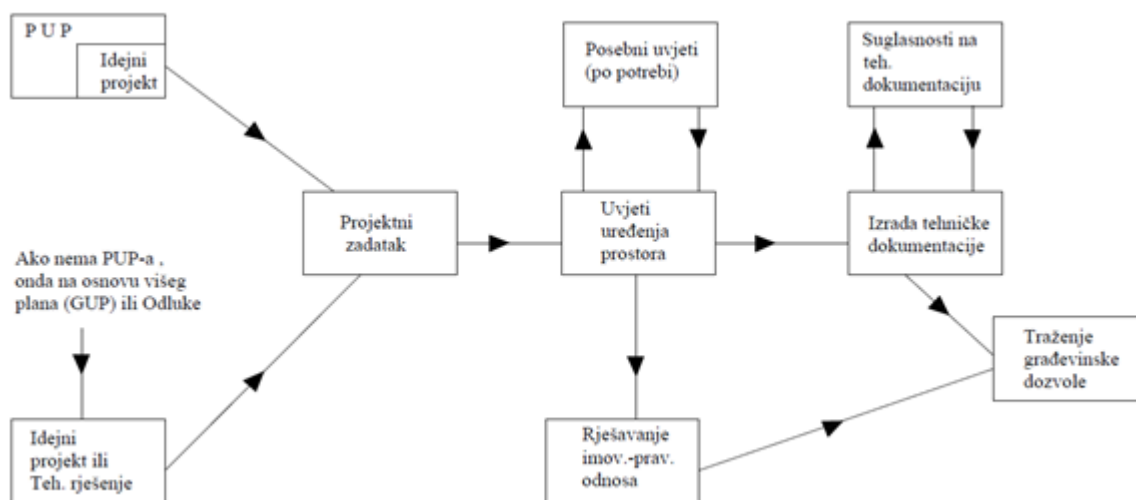 P U P
Idejni
projekt
Posebni uvjeti
(po potrebi)
Suglasnosti na
teh.
dokumentaciju
Projektni
zadatak
Uvjeti
uređenja
prostora
Izrada tehničke
dokumentacije
Ako nema PUP-a ,
onda na osnovu višeg
plana (GUP) ili Odluke
Traženje
građevinske
dozvole
Idejni
projekt ili
Teh. rješenje
Rješavanje
imov.-prav.
odnosa